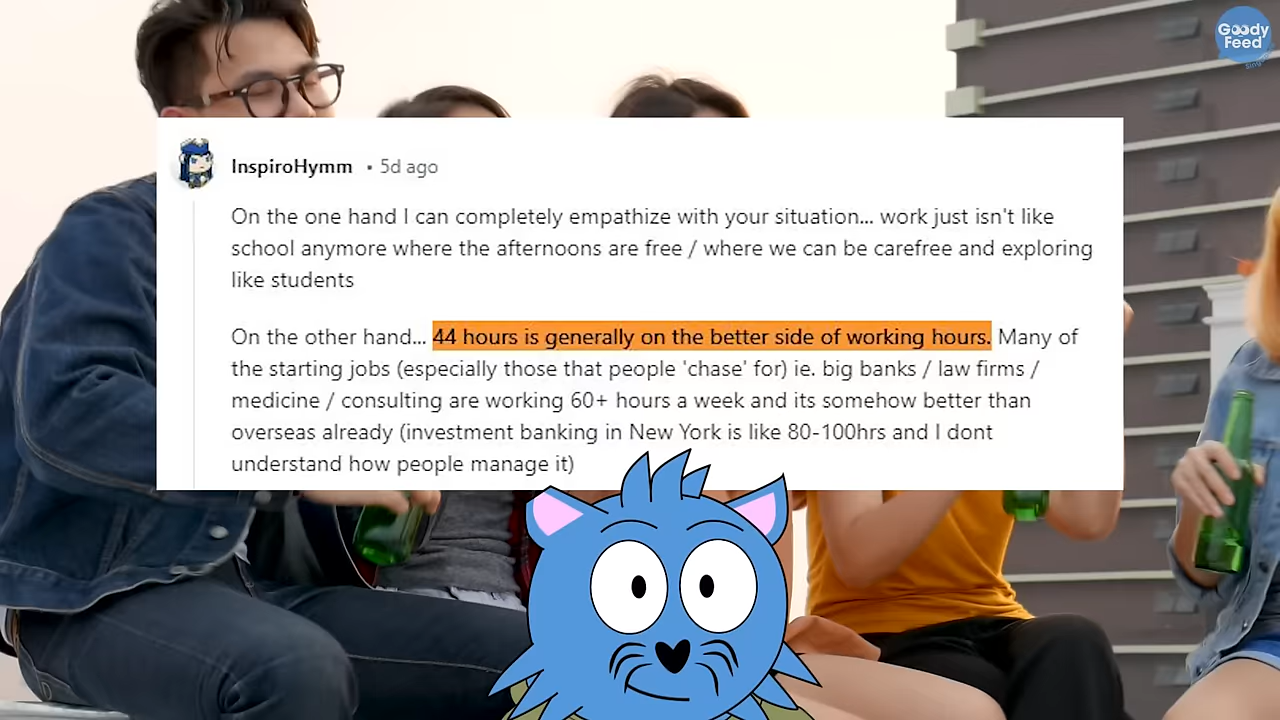 Goody
Feed
InspiroHymm • 5d ago
On the one hand I can completely empathize with your situation... work just isn't like
school anymore where the afternoons are free / where we can be carefree and exploring
like students
On the other hand... 44 hours is generally on the better side of working hours. Many of
the starting jobs (especially those that people 'chase' for) ie. big banks / law firms /
medicine / consulting are working 60+ hours a week and its somehow better than
overseas already (investment banking in New York is like 80-100hrs and I dont
understand how people manage it)